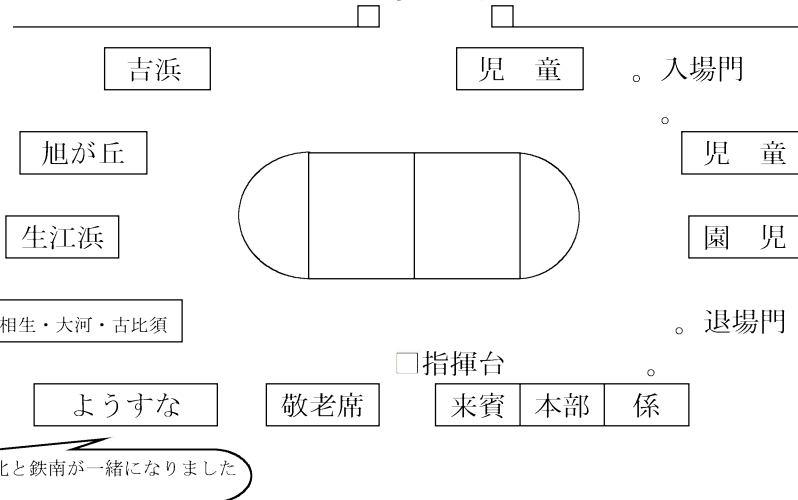 吉浜
児　童
。入場門
。
旭が丘
児　童
生江浜
園　児
相生・大河・古比須
。退場門
□指揮台
。
ようすな
敬老席
来賓 本部 係
北と鉄南が一緒になりました